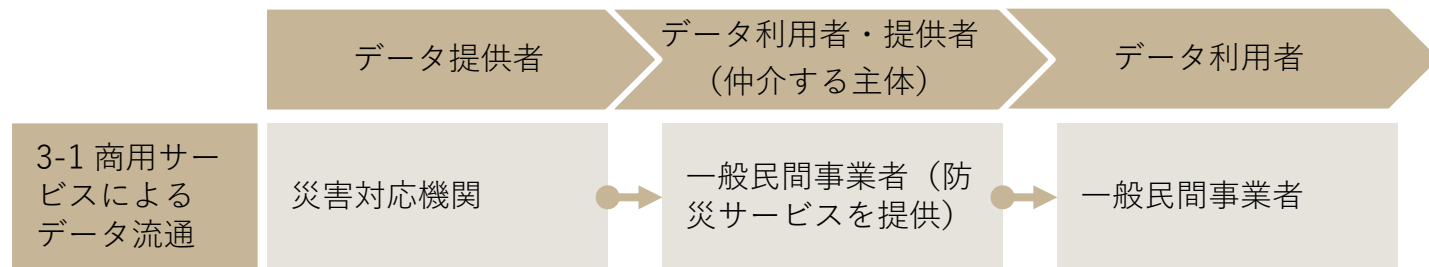 データ提供者
データ利用者・提供者
（仲介する主体）
データ利用者
3-1 商用サー
ビスによる
データ流通
災害対応機関
一般民間事業者（防
災サービスを提供）
一般民間事業者